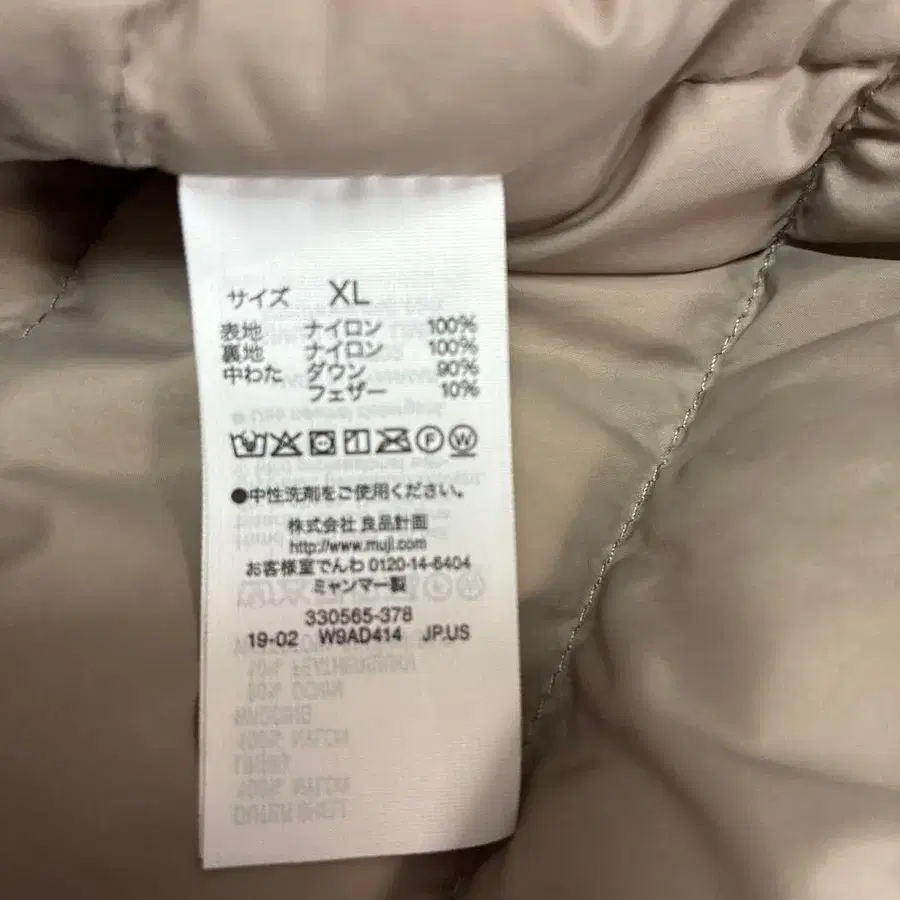 サイズ XL
表地 ナイロン 100%
裏地 ナイロン 100%
中わた ダウン 90%
フェザー 10%
F W
●中性洗剤をご使用ください。
株式会社 良品計画
http://www.muji.com
お客様室でんわ 0120-14-6404
ミャンマー製
330565-378
19-02 W9AD414 JP.US